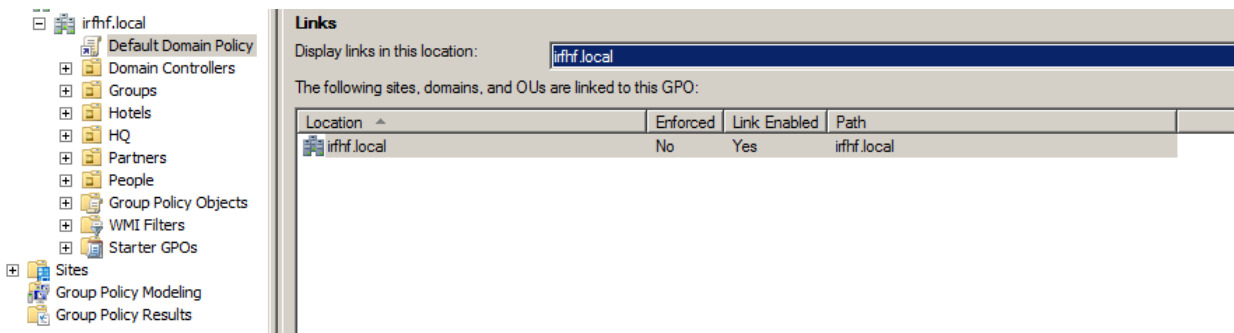 irfhf.local
Default Domain Policy
Domain Controllers
Groups
Hotels
HQ
Partners
People
Group Policy Objects
WMI Filters
Starter GPOs
Sites
Group Policy Modeling
Group Policy Results
Links
Display links in this location: irfhf.local
The following sites, domains, and OUs are linked to this GPO:
Location Enforced Link Enabled Path
irfhf.local No Yes irfhf.local